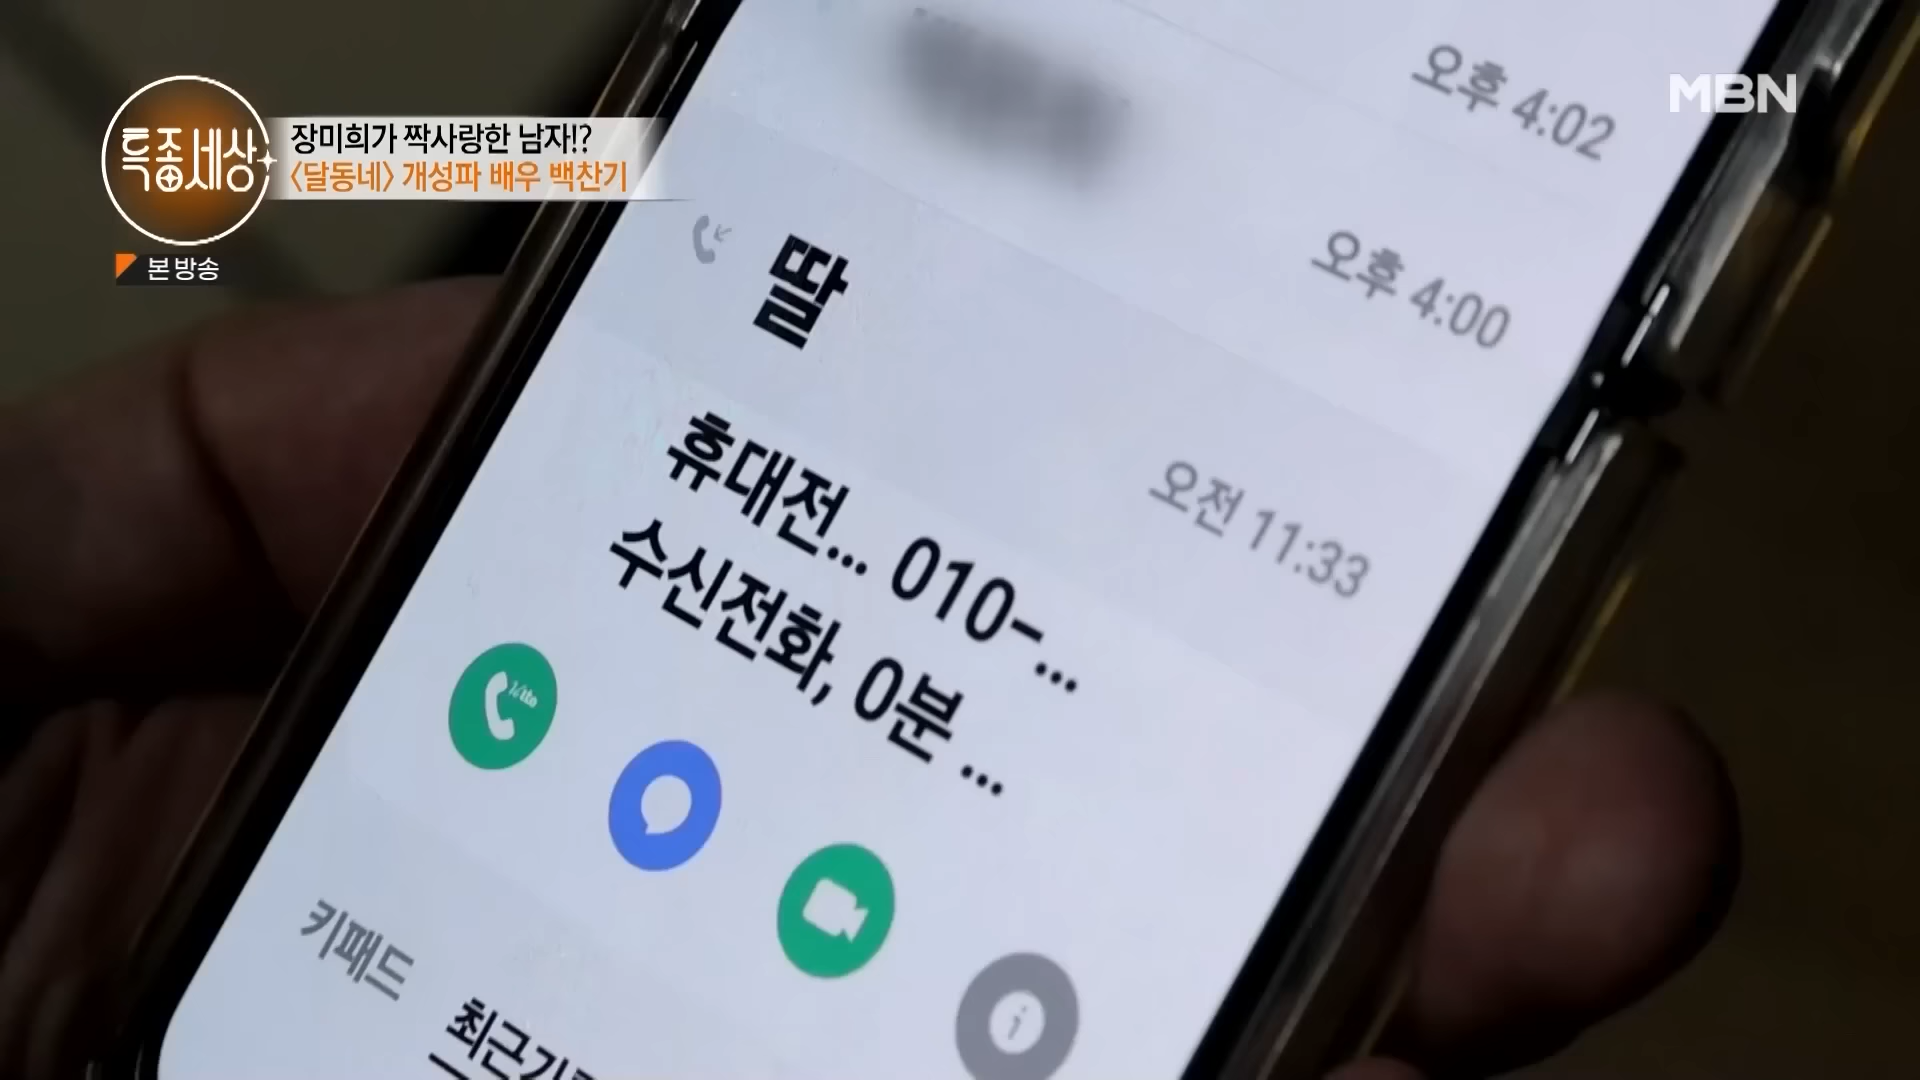 특종세상
장미희가 짝사랑한 남자!?
<달동네> 개성파 배우 백찬기
본방송
MBN
오후 4:02
오후 4:00
딸
오전 11:33
휴대전... 010-...
수신전화, 0분 ...
키패드